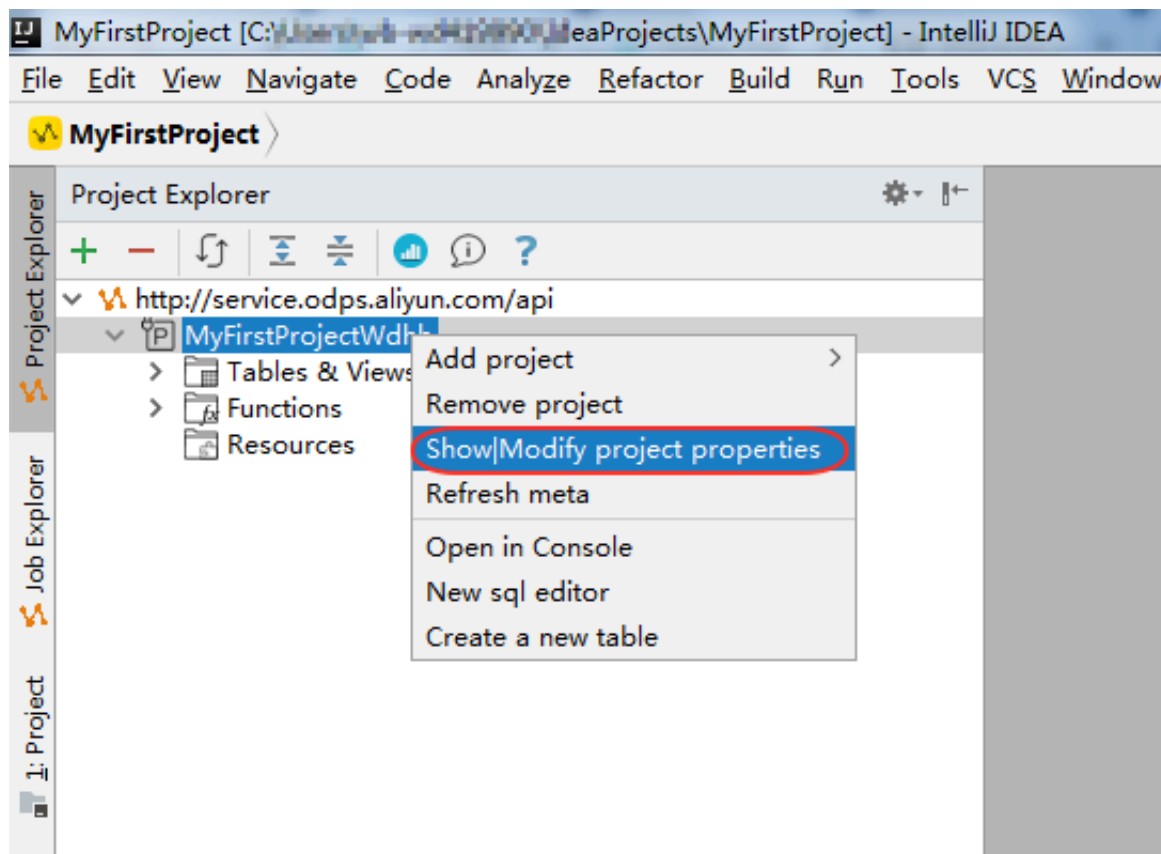 MyFirstProject [C:\ eaProjects\MyFirstProject] - IntelliJ IDEA
File Edit View Navigate Code Analyze Refactor Build Run Tools VCS Window
MyFirstProject
Project Explorer
http://service.odps.aliyun.com/api
MyFirstProjectWdhh
Tables & Views
Functions
Resources
Add project
Remove project
Show|Modify project properties
Refresh meta
Open in Console
New sql editor
Create a new table
Project Explorer
Job Explorer
1: Project